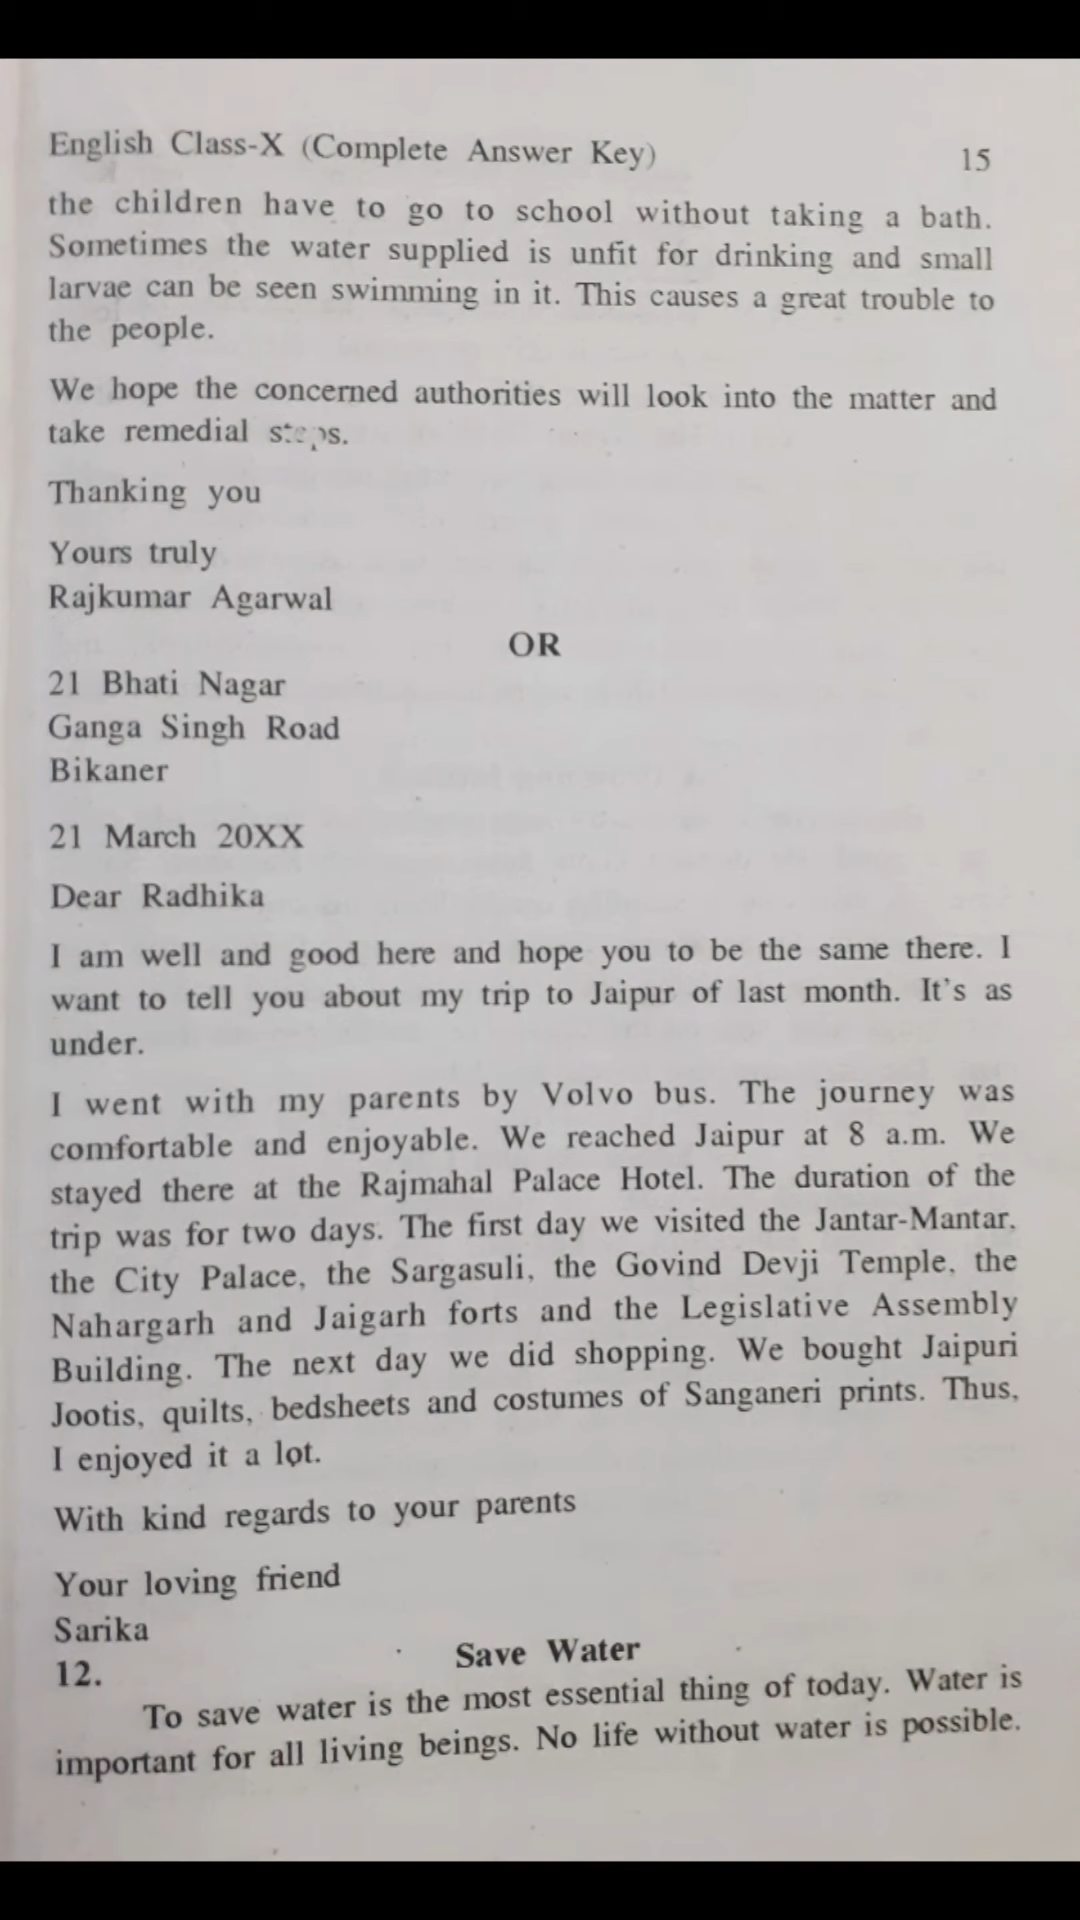 English Class-X (Complete Answer Key) 15
the children have to go to school without taking a bath.
Sometimes the water supplied is unfit for drinking and small
larvae can be seen swimming in it. This causes a great trouble to
the people.
We hope the concerned authorities will look into the matter and
take remedial steps.
Thanking you
Yours truly
Rajkumar Agarwal
OR
21 Bhati Nagar
Ganga Singh Road
Bikaner
21 March 20XX
Dear Radhika
I am well and good here and hope you to be the same there. I
want to tell you about my trip to Jaipur of last month. It's as
under.
I went with my parents by Volvo bus. The journey was
comfortable and enjoyable. We reached Jaipur at 8 a.m. We
stayed there at the Rajmahal Palace Hotel. The duration of the
trip was for two days. The first day we visited the Jantar-Mantar,
the City Palace, the Sargasuli, the Govind Devji Temple, the
Nahargarh and Jaigarh forts and the Legislative Assembly
Building. The next day we did shopping. We bought Jaipuri
Jootis, quilts, bedsheets and costumes of Sanganeri prints. Thus,
I enjoyed it a lot.
With kind regards to your parents
Your loving friend
Sarika
12. Save Water
To save water is the most essential thing of today. Water is
important for all living beings. No life without water is possible.